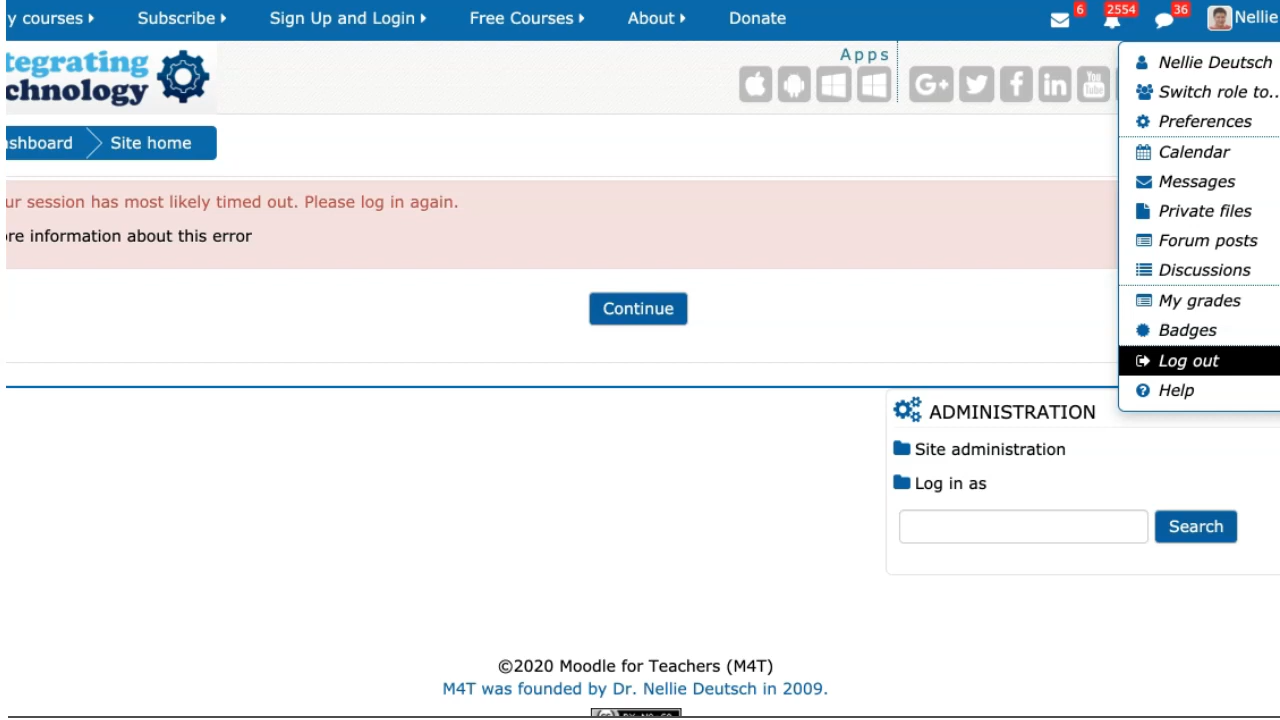 y courses Subscribe Sign Up and Login Free Courses About Donate 6 2554 36 Nellie
tegrating
chnology
Apps
G+ in You Tube
shboard Site home
ur session has most likely timed out. Please log in again.
re information about this error
Continue
Nellie Deutsch
Switch role to..
Preferences
Calendar
Messages
Private files
Forum posts
Discussions
My grades
Badges
Log out
Help
ADMINISTRATION
Site administration
Log in as
Search
©2020 Moodle for Teachers (M4T)
M4T was founded by Dr. Nellie Deutsch in 2009.